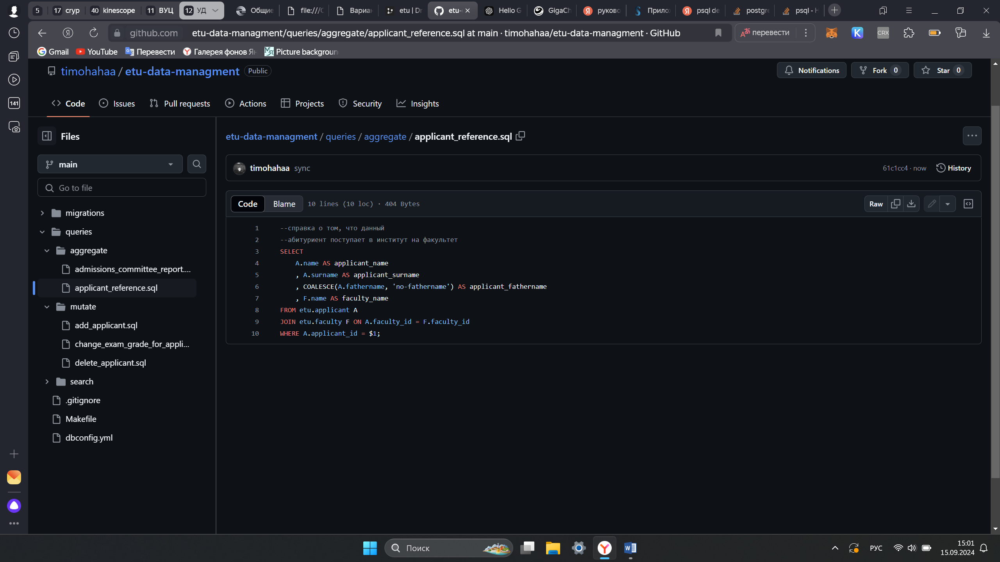 5 17 cryp 40 kinescope 11 ВУЦ 12 УД Общие file:///C Вариан etu | Dr etu- Hello G GigaCh руково Прило psql de postgre psql - H
github.com etu-data-managment/queries/aggregate/applicant_reference.sql at main · timohahaa/etu-data-managment · GitHub перевести CRX
Gmail YouTube Перевести Галерея фонов Ян Picture backgroun
timohahaa / etu-data-managment Public Notifications Fork 0 Star 0
141
Code Issues Pull requests Actions Projects Security Insights
Files
main
Go to file
migrations
queries
aggregate
admissions_committee_report....
applicant_reference.sql
mutate
add_applicant.sql
change_exam_grade_for_appli...
delete_applicant.sql
search
.gitignore
Makefile
dbconfig.yml
etu-data-managment / queries / aggregate / applicant_reference.sql
timohahaa sync 61c1cc4 · now History
Code Blame 10 lines (10 loc) · 404 Bytes Raw
1 --справка о том, что данный
2 --абитуриент поступает в институт на факультет
3 SELECT
4 A.name AS applicant_name
5 , A.surname AS applicant_surname
6 , COALESCE(A.fathername, 'no-fathername') AS applicant_fathername
7 , F.name AS faculty_name
8 FROM etu.applicant A
9 JOIN etu.faculty F ON A.faculty_id = F.faculty_id
10 WHERE A.applicant_id = $1;
Поиск РУС 15:01
15.09.2024